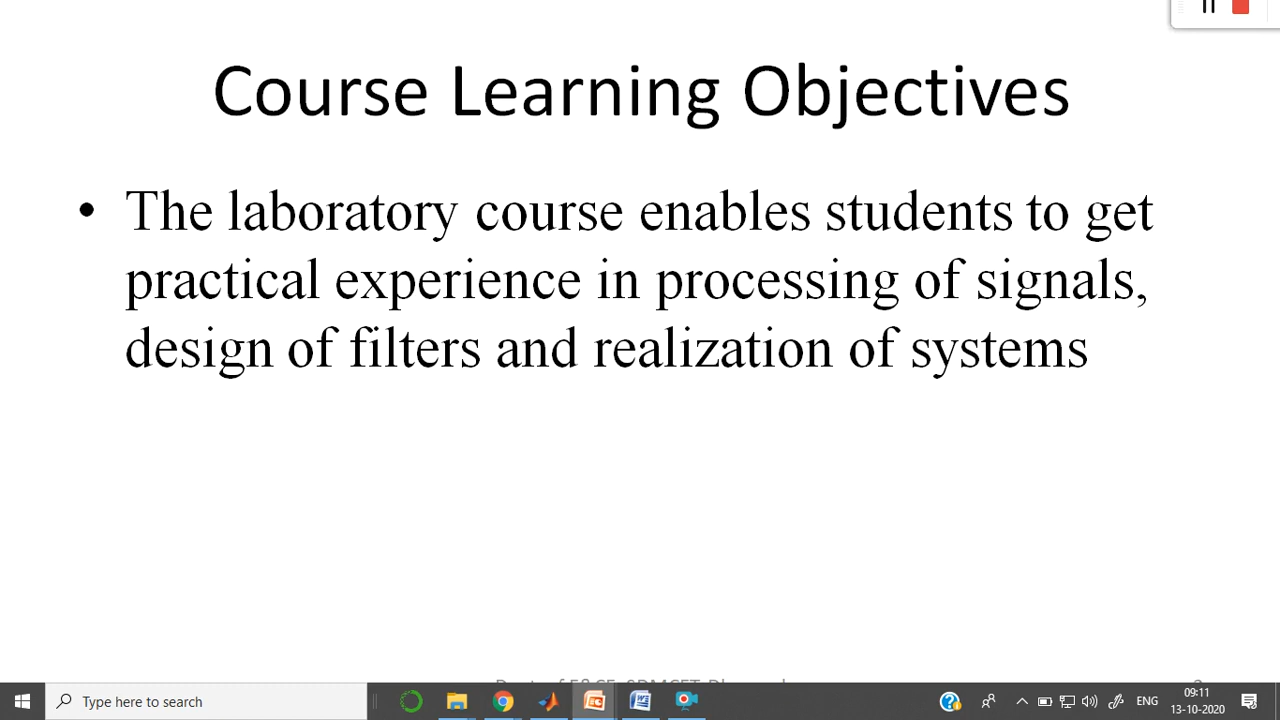 Course Learning Objectives
• The laboratory course enables students to get
practical experience in processing of signals,
design of filters and realization of systems
Type here to search
ENG
09:11
13-10-2020